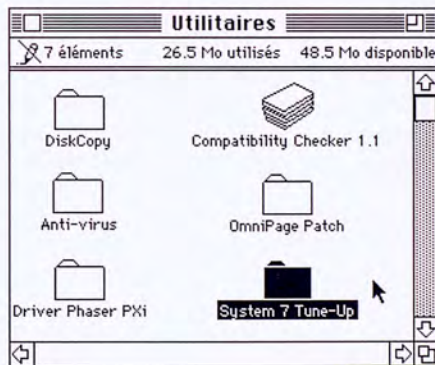 Utilitaires
7 éléments 26.5 Mo utilisés 48.5 Mo disponible
DiskCopy Compatibility Checker 1.1
Anti-virus OmniPage Patch
Driver Phaser PXi System 7 Tune-Up